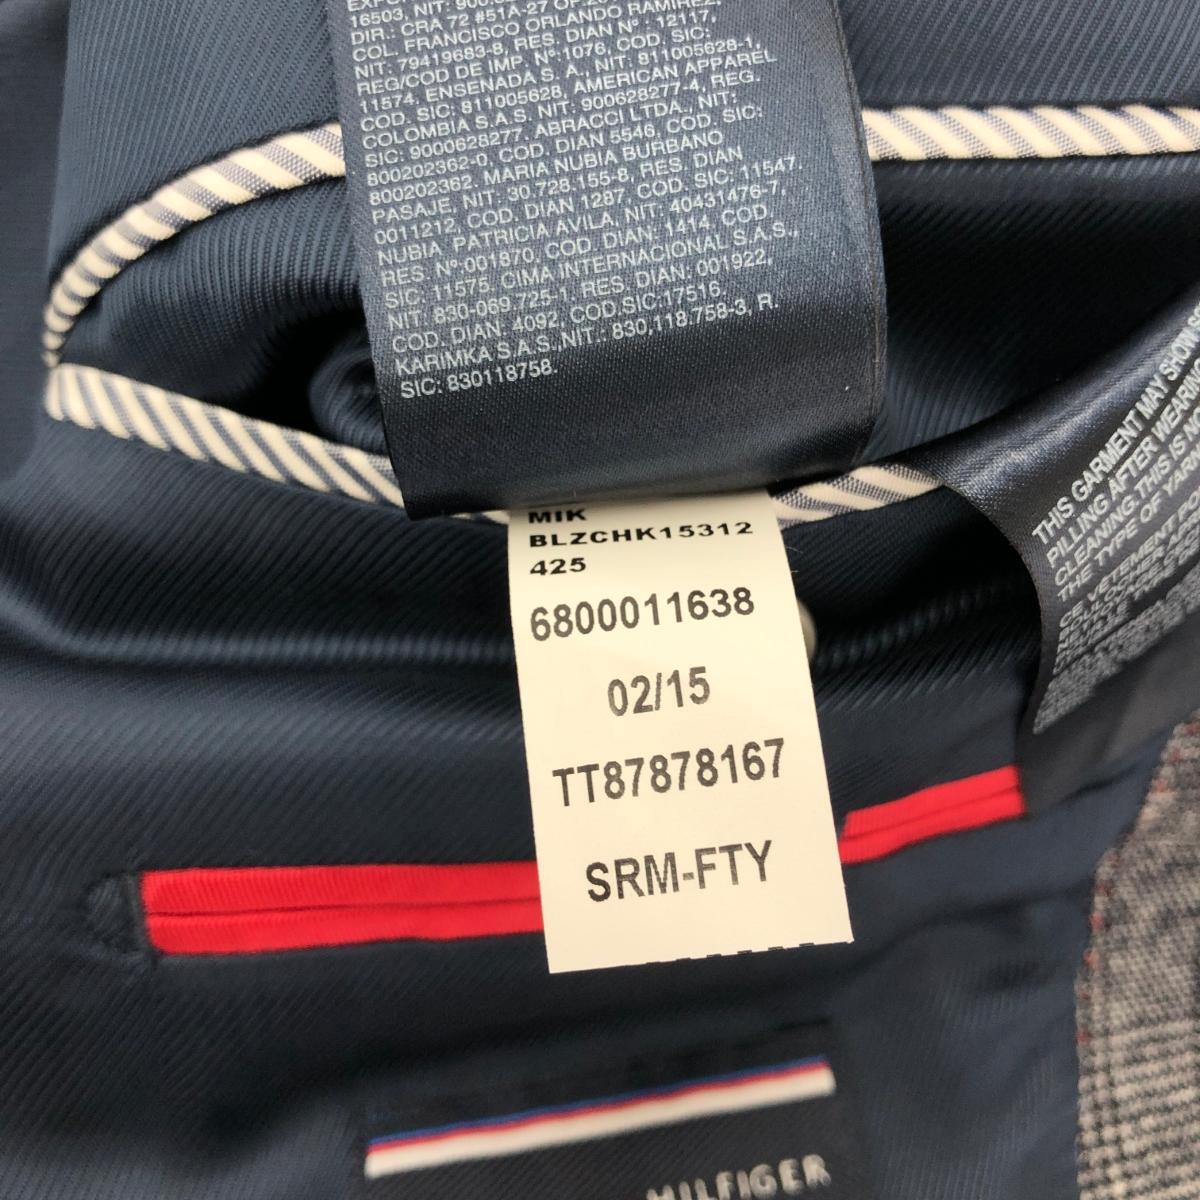 16503, NIT:
DIR.: CRA 72 #51A-27
COL. FRANCISCO ORLANDO RAMIREZ,
NIT: 79419683-8, RES. DIAN Nº.:12117,
REG/COD DE IMP. Nº:1076, COD. SIC:
11574, ENSENADA S. A., NIT: 811005628-1,
COD. SIC: 811005628, AMERICAN APPAREL
COLOMBIA S.A.S. NIT: 900628277-4, REG.
SIC: 9000628277, ABRACCI LTDA., NIT:
800202362-0, COD. DIAN 5546, COD. SIC:
800202362, MARIA NUBIA BURBANO
PASAJE, NIT: 30.728.155-8, RES. DIAN
0011212, COD. DIAN 1287, COD. SIC: 11547.
NUBIA PATRICIA AVILA, NIT: 40431476-7,
RES. Nº.001870, COD. DIAN: 1414, COD.
SIC: 11575, CIMA INTERNACIONAL S.A.S.,
NIT: 830-069.725-1, RES. DIAN: 001922,
COD. DIAN: 4092, COD.SIC:17516,
KARIMKA S.A.S.,NIT.: 830,118.758-3, R.
SIC: 830118758.
MIK
BLZCHK15312
425
6800011638
02/15
TT87878167
SRM-FTY
THIS GARMENT MAY SHOW
PILLING AFTER WEARING
CLEANING. THIS IS
THE TYPE OF YARN
CE VETEMENT
HILFIGER